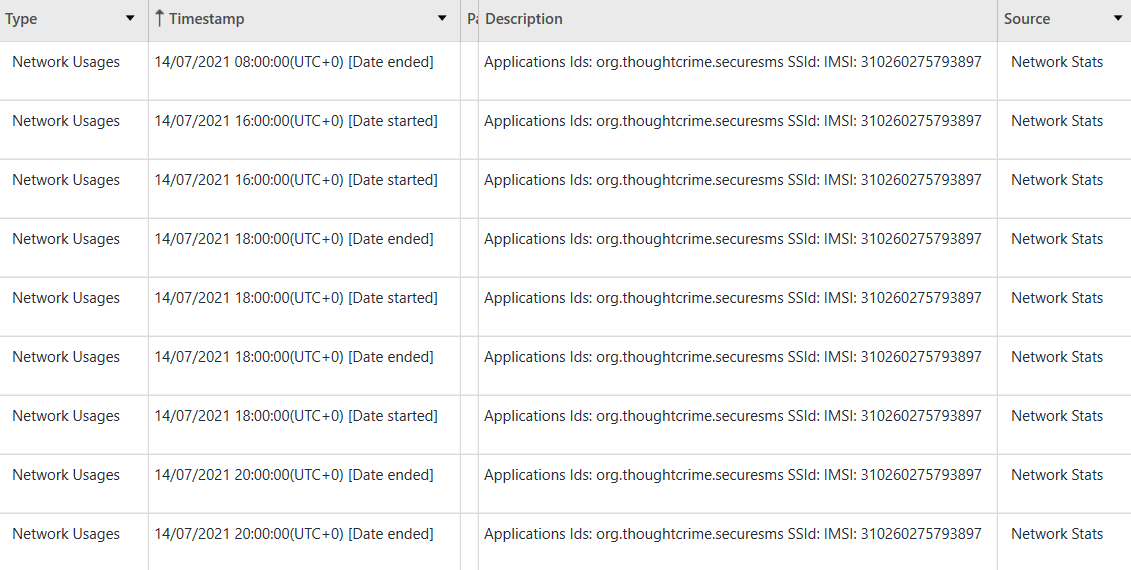 Type Timestamp Pa Description Source
Network Usages 14/07/2021 08:00:00(UTC+0) [Date ended] Applications Ids: org.thoughtcrime.securesms SSId: IMSI: 310260275793897 Network Stats
Network Usages 14/07/2021 16:00:00(UTC+0) [Date started] Applications Ids: org.thoughtcrime.securesms SSId: IMSI: 310260275793897 Network Stats
Network Usages 14/07/2021 16:00:00(UTC+0) [Date started] Applications Ids: org.thoughtcrime.securesms SSId: IMSI: 310260275793897 Network Stats
Network Usages 14/07/2021 18:00:00(UTC+0) [Date ended] Applications Ids: org.thoughtcrime.securesms SSId: IMSI: 310260275793897 Network Stats
Network Usages 14/07/2021 18:00:00(UTC+0) [Date started] Applications Ids: org.thoughtcrime.securesms SSId: IMSI: 310260275793897 Network Stats
Network Usages 14/07/2021 18:00:00(UTC+0) [Date ended] Applications Ids: org.thoughtcrime.securesms SSId: IMSI: 310260275793897 Network Stats
Network Usages 14/07/2021 18:00:00(UTC+0) [Date started] Applications Ids: org.thoughtcrime.securesms SSId: IMSI: 310260275793897 Network Stats
Network Usages 14/07/2021 20:00:00(UTC+0) [Date ended] Applications Ids: org.thoughtcrime.securesms SSId: IMSI: 310260275793897 Network Stats
Network Usages 14/07/2021 20:00:00(UTC+0) [Date ended] Applications Ids: org.thoughtcrime.securesms SSId: IMSI: 310260275793897 Network Stats